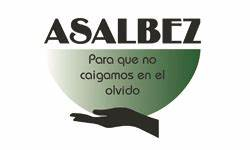 ASALBEZ
Para que no
caigamos en el
olvido